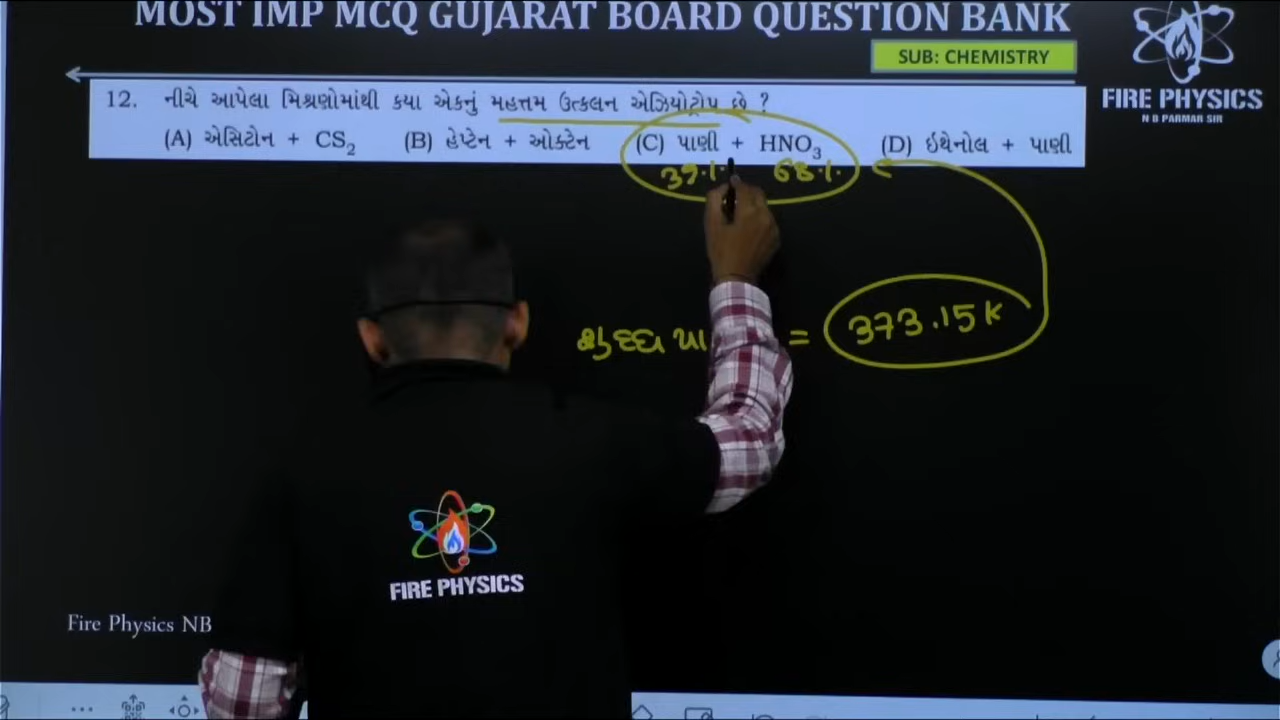 MOST IMP MCQ GUJARAT BOARD QUESTION BANK
SUB: CHEMISTRY
FIRE PHYSICS
N B PARMAR SIR
12. નીચે આપેલા મિશ્રણોમાંથી કયા એકનું મહત્તમ ઉત્કલન એઝિયોટ્રોપ છે ?
(A) એસિટોન + CS₂ (B) હેપ્ટેન + ઓક્ટેન (C) પાણી + HNO₃ (D) ઇથેનોલ + પાણી
68.1.
= 373.15 K
FIRE PHYSICS
Fire Physics NB